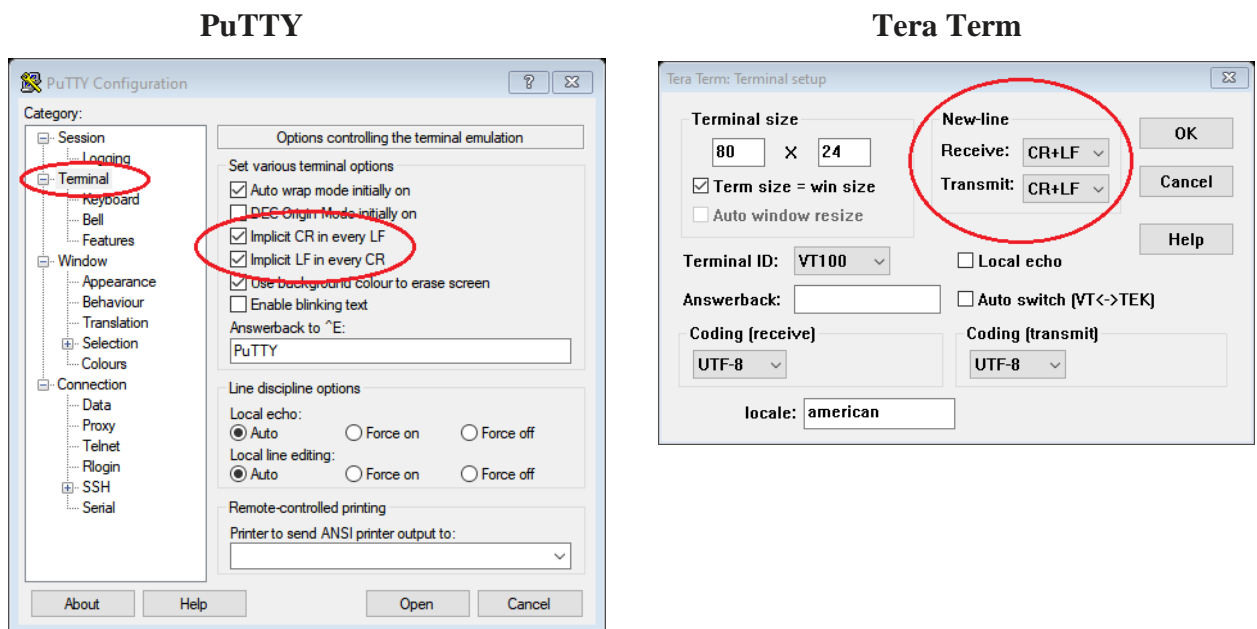 PuTTY
PuTTY Configuration
?
Category:
Session
Logging
Terminal
Keyboard
Bell
Features
Window
Appearance
Behaviour
Translation
Selection
Colours
Connection
Data
Proxy
Telnet
Rlogin
SSH
Serial
Options controlling the terminal emulation
Set various terminal options
Auto wrap mode initially on
DEC Origin Mode initially on
Implicit CR in every LF
Implicit LF in every CR
Use background colour to erase screen
Enable blinking text
Answerback to ^E:
PuTTY
Line discipline options
Local echo:
Auto Force on Force off
Local line editing:
Auto Force on Force off
Remote-controlled printing
Printer to send ANSI printer output to:
About Help Open Cancel
Tera Term
Tera Term: Terminal setup
Terminal size
80 X 24
Term size = win size
Auto window resize
New-line
Receive: CR+LF
Transmit: CR+LF
OK
Cancel
Help
Terminal ID: VT100
Local echo
Answerback:
Auto switch (VT<->TEK)
Coding (receive)
UTF-8
Coding (transmit)
UTF-8
locale: american